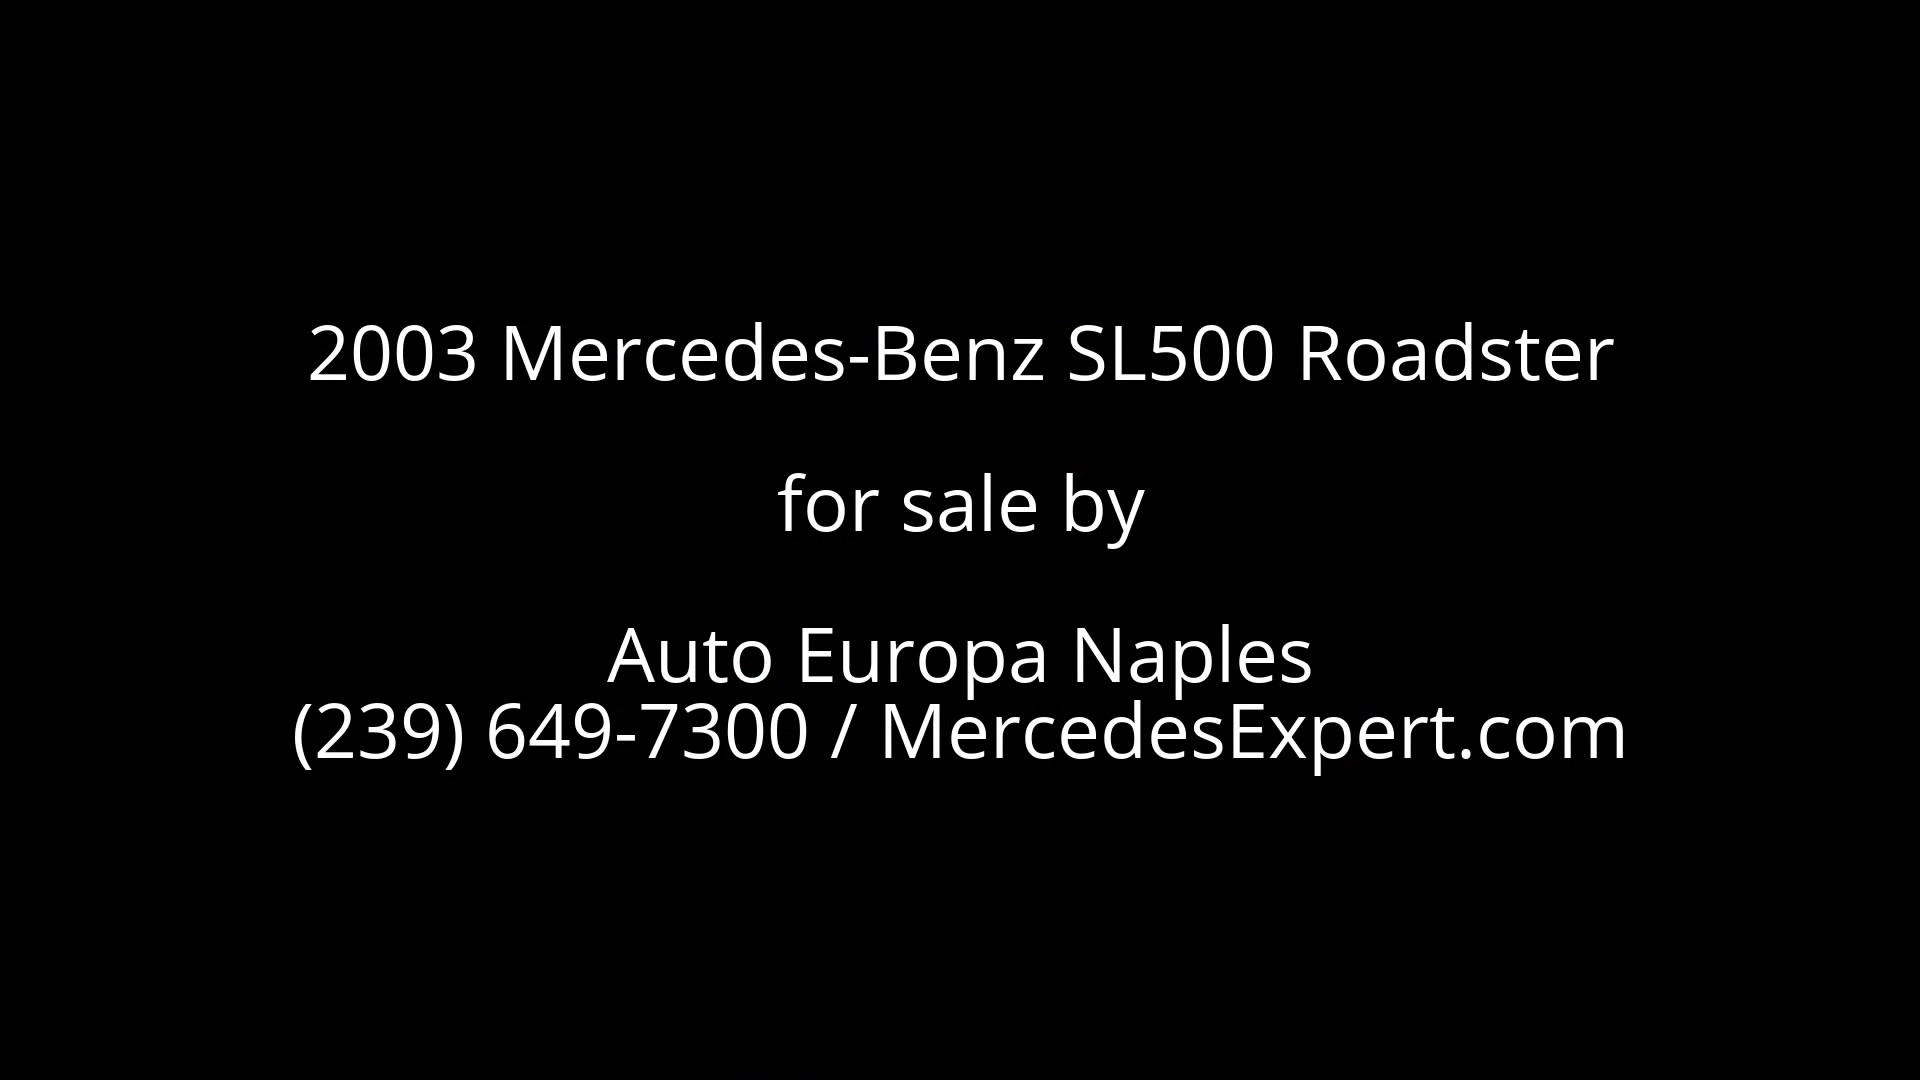 2003 Mercedes-Benz SL500 Roadster
for sale by
Auto Europa Naples
(239) 649-7300 / MercedesExpert.com